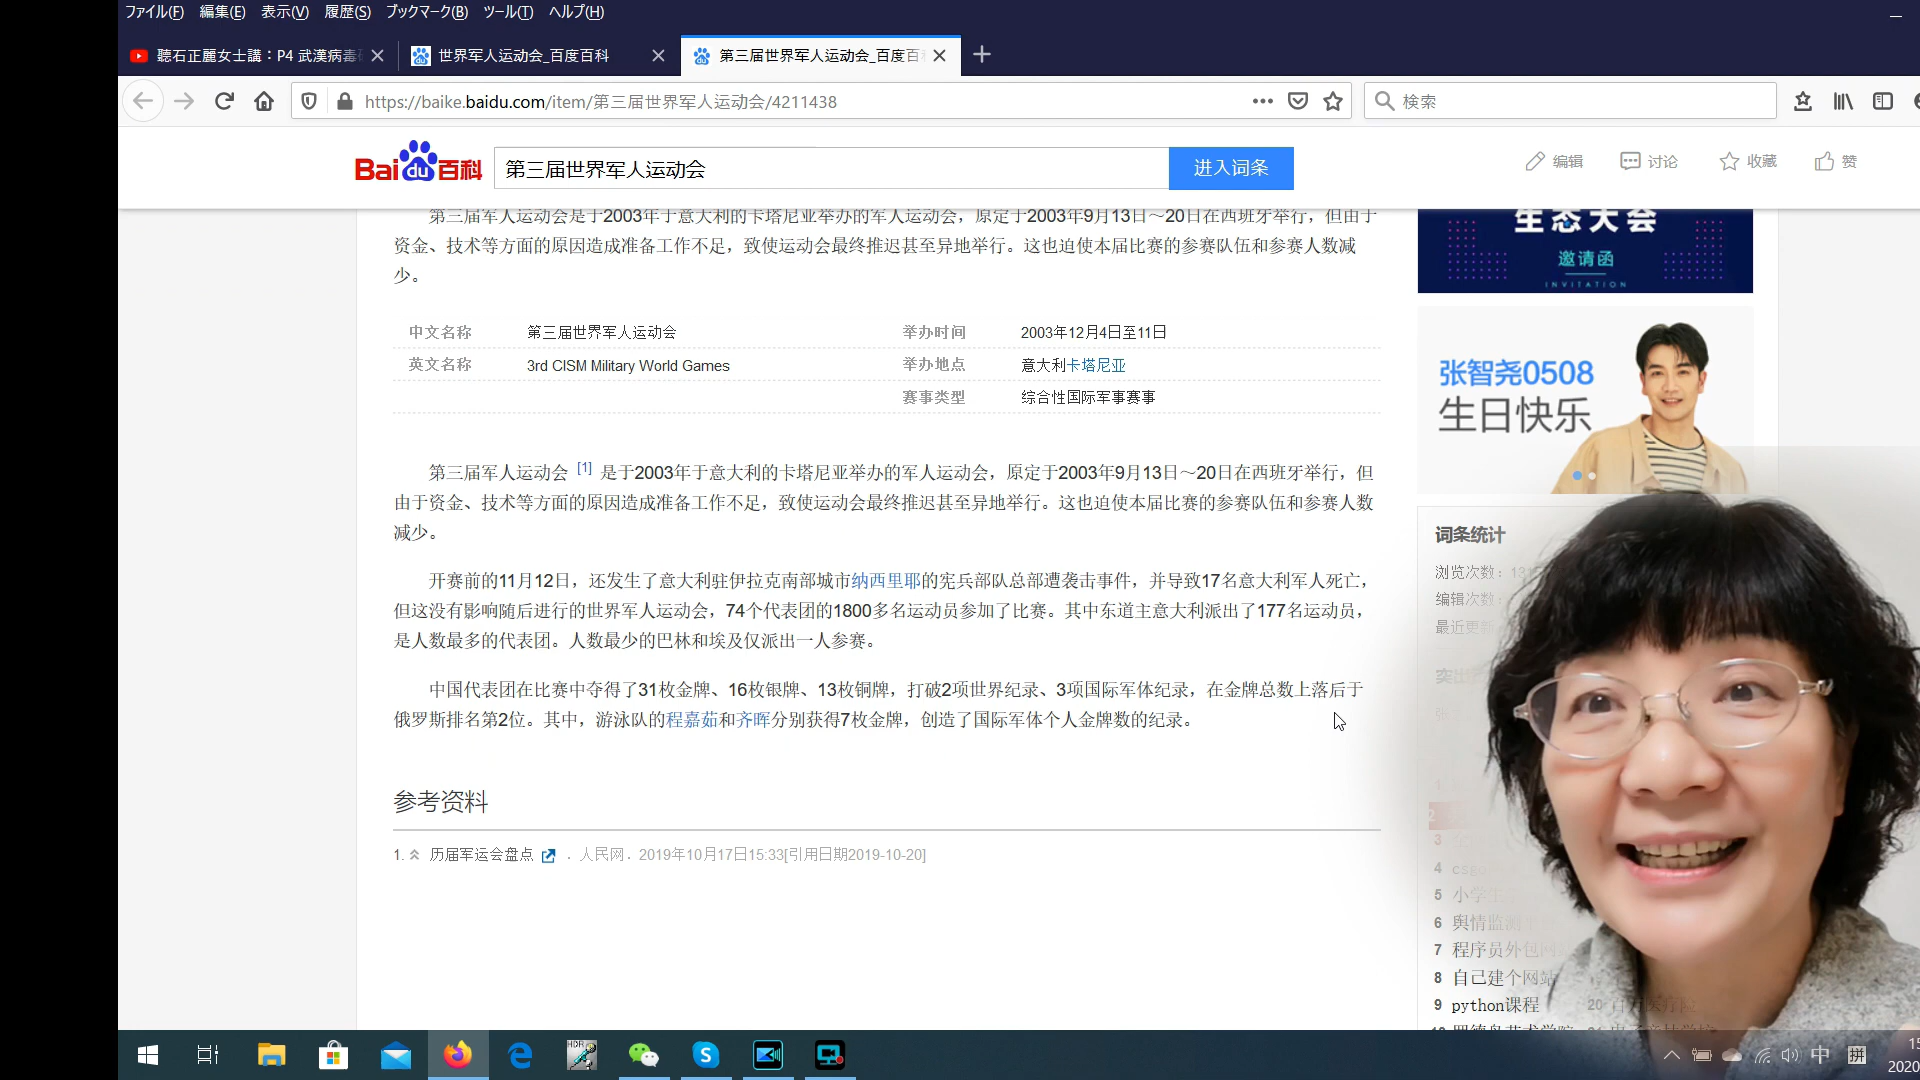 ファイル(F) 編集(E) 表示(V) 履歴(S) ブックマーク(B) ツール(T) ヘルプ(H)
聽石正麗女士講：P4 武漢病毒 世界军人运动会_百度百科 第三届世界军人运动会_百度百
https://baike.baidu.com/item/第三届世界军人运动会/4211438 検索
Bai du 百科 第三届世界军人运动会 进入词条 编辑 讨论 收藏 赞
第三届军人运动会是于2003年于意大利的卡塔尼亚举办的军人运动会，原定于2003年9月13日～20日在西班牙举行，但由于
资金、技术等方面的原因造成准备工作不足，致使运动会最终推迟甚至异地举行。这也迫使本届比赛的参赛队伍和参赛人数减
少。
生态大会
邀请函
INVITATION
中文名称 第三届世界军人运动会 举办时间 2003年12月4日至11日
英文名称 3rd CISM Military World Games 举办地点 意大利卡塔尼亚
赛事类型 综合性国际军事赛事
张智尧0508
生日快乐
第三届军人运动会 [1] 是于2003年于意大利的卡塔尼亚举办的军人运动会，原定于2003年9月13日～20日在西班牙举行，但
由于资金、技术等方面的原因造成准备工作不足，致使运动会最终推迟甚至异地举行。这也迫使本届比赛的参赛队伍和参赛人数
减少。
开赛前的11月12日，还发生了意大利驻伊拉克南部城市纳西里耶的宪兵部队总部遭袭击事件，并导致17名意大利军人死亡，
但这没有影响随后进行的世界军人运动会，74个代表团的1800多名运动员参加了比赛。其中东道主意大利派出了177名运动员，
是人数最多的代表团。人数最少的巴林和埃及仅派出一人参赛。
中国代表团在比赛中夺得了31枚金牌、16枚银牌、13枚铜牌，打破2项世界纪录、3项国际军体纪录，在金牌总数上落后于
俄罗斯排名第2位。其中，游泳队的程嘉茹和齐晖分别获得7枚金牌，创造了国际军体个人金牌数的纪录。
参考资料
1. 历届军运会盘点 ．人民网．2019年10月17日15:33[引用日期2019-10-20]
词条统计
浏览次数：
编辑次数：
最近更新
2
3
4 csgo
5 小学生
6 舆情监测
7 程序员外包网
8 自己建个网站
9 python课程 20
HDR
中 拼
2020